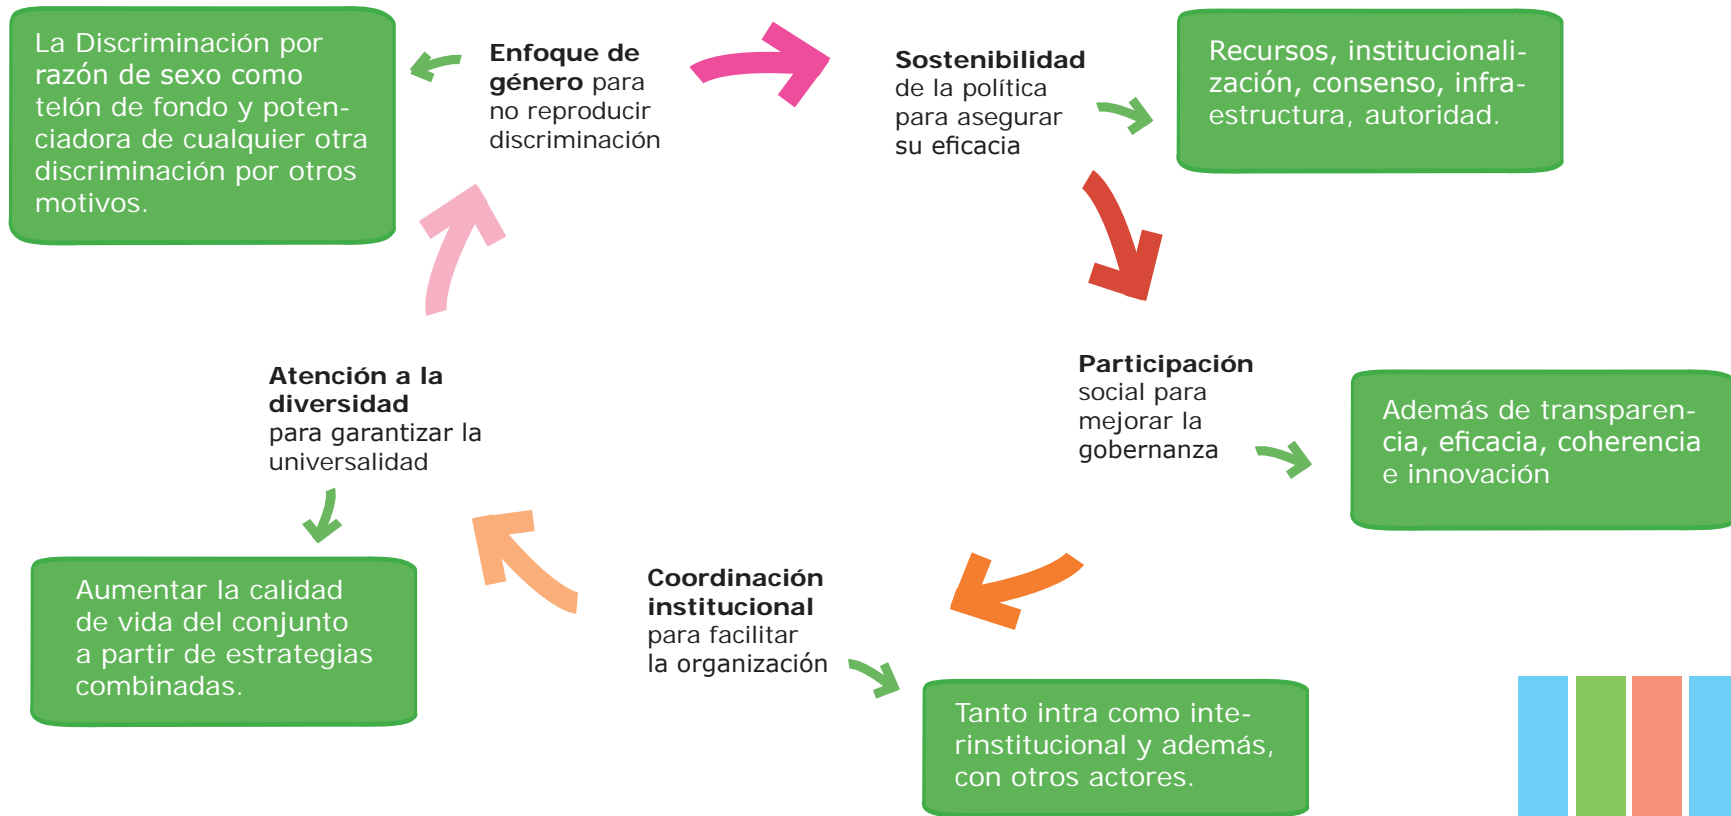 La Discriminación por
razón de sexo como
telón de fondo y poten-
ciadora de cualquier otra
discriminación por otros
motivos.
Enfoque de
género para
no reproducir
discriminación
Sostenibilidad
de la política
para asegurar
su eficacia
Recursos, institucionali-
zación, consenso, infra-
estructura, autoridad.
Participación
social para
mejorar la
gobernanza
Además de transparen-
cia, eficacia, coherencia
e innovación
Coordinación
institucional
para facilitar
la organización
Tanto intra como inte-
rinstitucional y además,
con otros actores.
Atención a la
diversidad
para garantizar la
universalidad
Aumentar la calidad
de vida del conjunto
a partir de estrategias
combinadas.